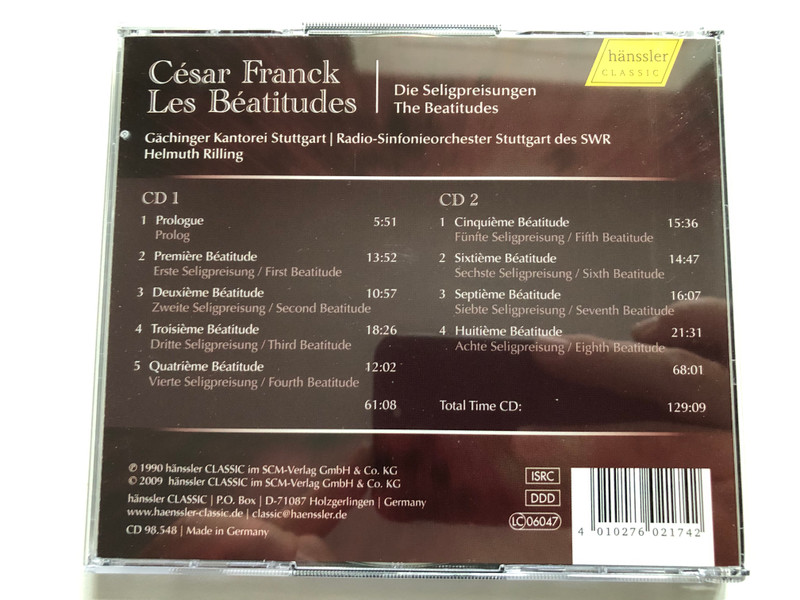 César Franck
Les Béatitudes
Die Seligpreisungen
The Beatitudes
hänssler
CLASSIC
Gächinger Kantorei Stuttgart | Radio-Sinfonieorchester Stuttgart des SWR
Helmuth Rilling
CD 1
1 Prologue 5:51
Prolog
2 Première Béatitude 13:52
Erste Seligpreisung / First Beatitude
3 Deuxième Béatitude 10:57
Zweite Seligpreisung / Second Beatitude
4 Troisième Béatitude 18:26
Dritte Seligpreisung / Third Beatitude
5 Quatrième Béatitude 12:02
Vierte Seligpreisung / Fourth Beatitude
61:08
CD 2
1 Cinquième Béatitude 15:36
Fünfte Seligpreisung / Fifth Beatitude
2 Sixtième Béatitude 14:47
Sechste Seligpreisung / Sixth Beatitude
3 Septième Béatitude 16:07
Siebte Seligpreisung / Seventh Beatitude
4 Huitième Béatitude 21:31
Achte Seligpreisung / Eighth Beatitude
68:01
Total Time CD: 129:09
℗ 1990 hänssler CLASSIC im SCM-Verlag GmbH & Co. KG
© 2009 hänssler CLASSIC im SCM-Verlag GmbH & Co. KG
hänssler CLASSIC | P.O. Box | D-71087 Holzgerlingen | Germany
www.haenssler-classic.de | classic@haenssler.de
CD 98.548 | Made in Germany
ISRC
DDD
LC 06047
4 010276 021742